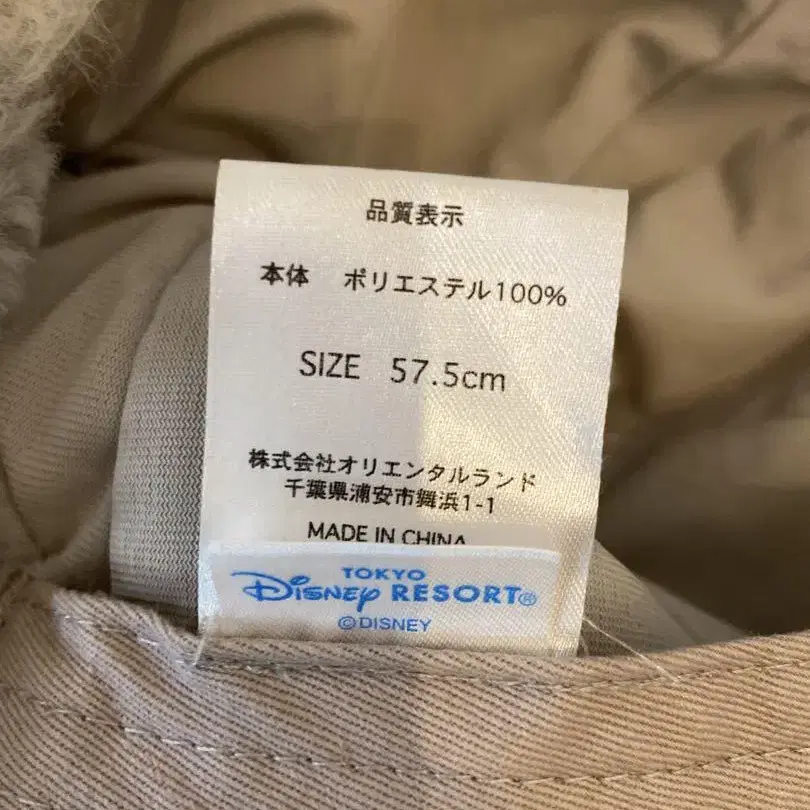 品質表示
本体 ポリエステル100%
SIZE 57.5cm
株式会社オリエンタルランド
千葉県浦安市舞浜1-1
MADE IN CHINA
TOKYO
Disney RESORT®
©DISNEY